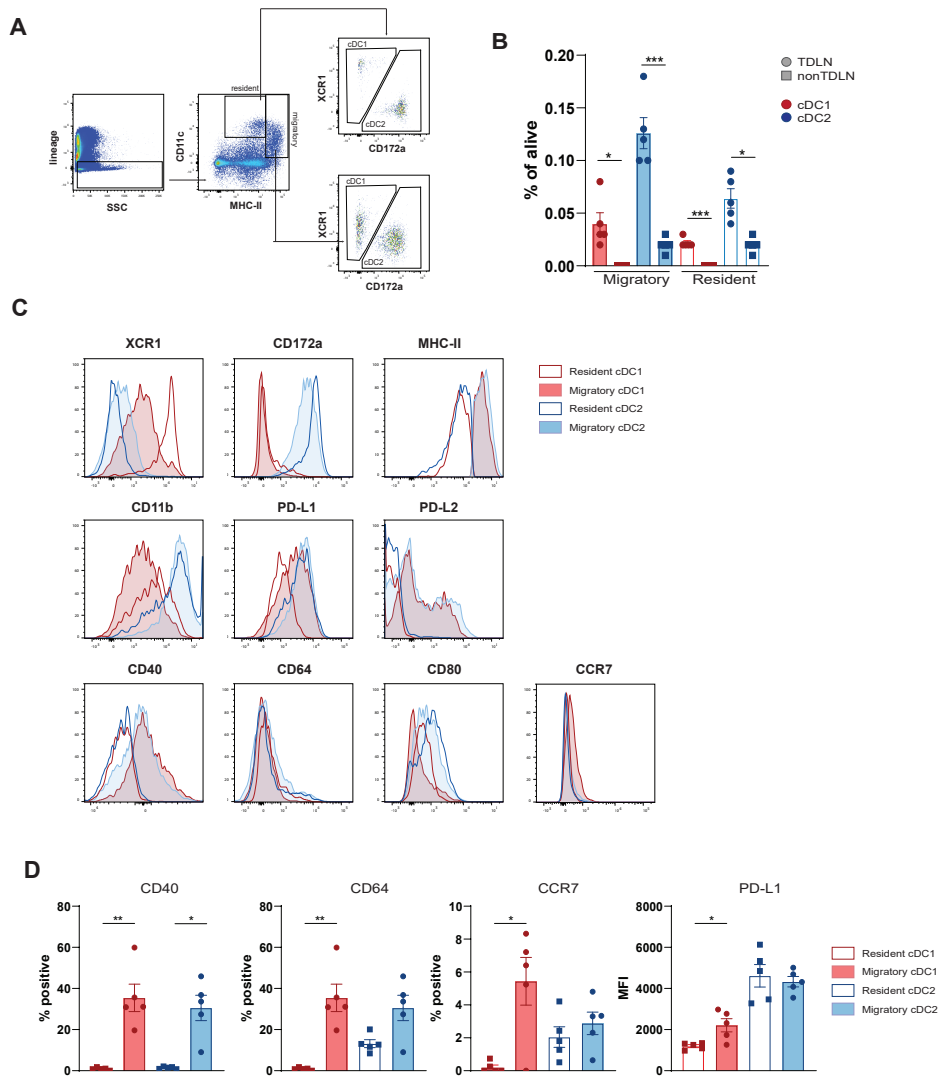 A
lineage
SSC
resident
migratory
CD11c
MHC-II
cDC1
cDC2
XCR1
CD172a
cDC1
cDC2
XCR1
CD172a
B
% of alive
0.20
0.15
0.10
0.05
0.00
***
*
***
*
Migratory
Resident
TDLN
nonTDLN
cDC1
cDC2
C
XCR1
CD172a
MHC-II
Resident cDC1
Migratory cDC1
Resident cDC2
Migratory cDC2
CD11b
PD-L1
PD-L2
CD40
CD64
CD80
CCR7
D
CD40
% positive
80
60
40
20
0
**
*
CD64
% positive
80
60
40
20
0
**
CCR7
% positive
8
6
4
2
0
*
PD-L1
MFI
8000
6000
4000
2000
0
*
Resident cDC1
Migratory cDC1
Resident cDC2
Migratory cDC2